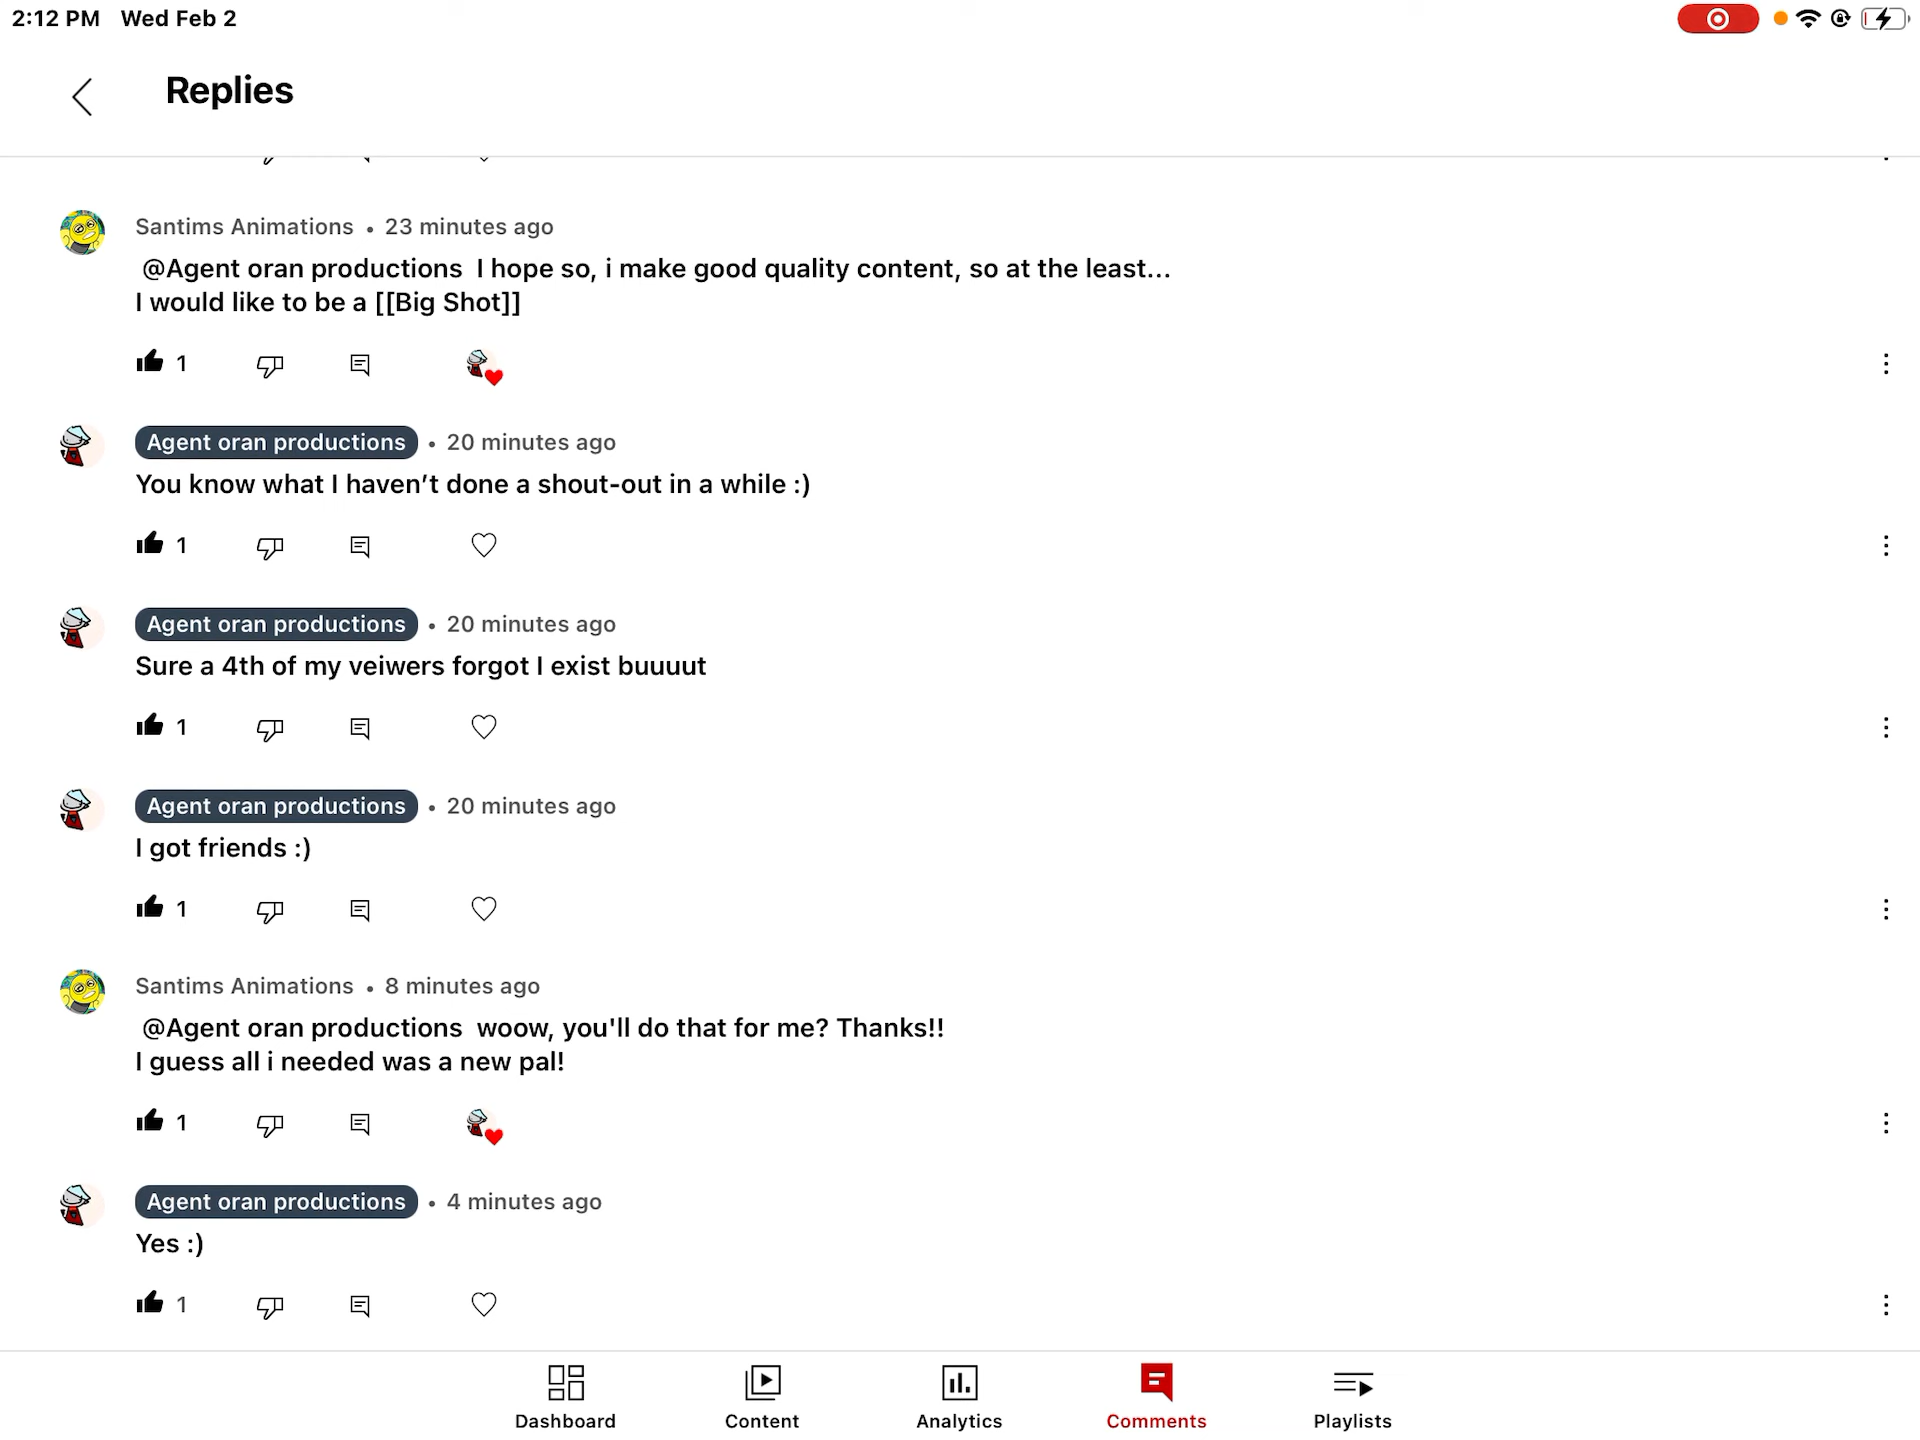 2:12 PM Wed Feb 2
Replies
Santims Animations • 23 minutes ago
@Agent oran productions I hope so, i make good quality content, so at the least...
I would like to be a [[Big Shot]]
1
Agent oran productions • 20 minutes ago
You know what I haven’t done a shout-out in a while :)
1
Agent oran productions • 20 minutes ago
Sure a 4th of my veiwers forgot I exist buuuut
1
Agent oran productions • 20 minutes ago
I got friends :)
1
Santims Animations • 8 minutes ago
@Agent oran productions woow, you'll do that for me? Thanks!!
I guess all i needed was a new pal!
1
Agent oran productions • 4 minutes ago
Yes :)
1
Dashboard Content Analytics Comments Playlists